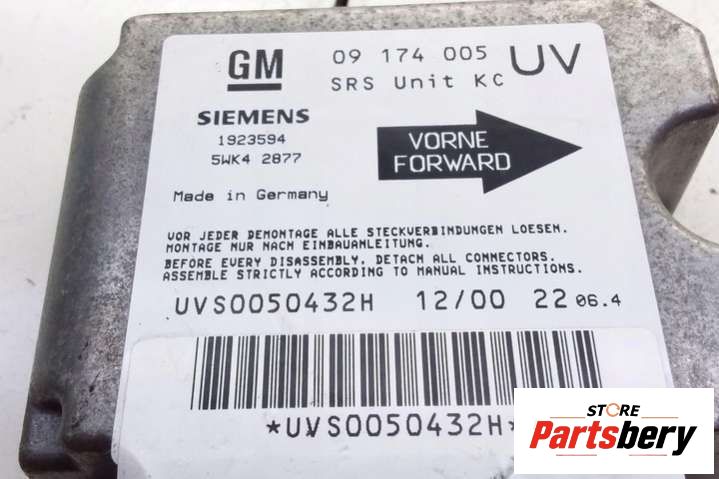 GM 09 174 005 UV
SRS Unit KC
SIEMENS
1923594
5WK4 2877
VORNE
FORWARD
Made in Germany
VOR JEDER DEMONTAGE ALLE STECKVERBINDUNGEN LOESEN.
MONTAGE NUR NACH EINBAUANLEITUNG.
BEFORE EVERY DISASSEMBLY, DETACH ALL CONNECTORS.
ASSEMBLE STRICTLY ACCORDING TO MANUAL INSTRUCTIONS.
UVS0050432H 12/00 22 06.4
*UVS0050432H*
STORE
Partsbery